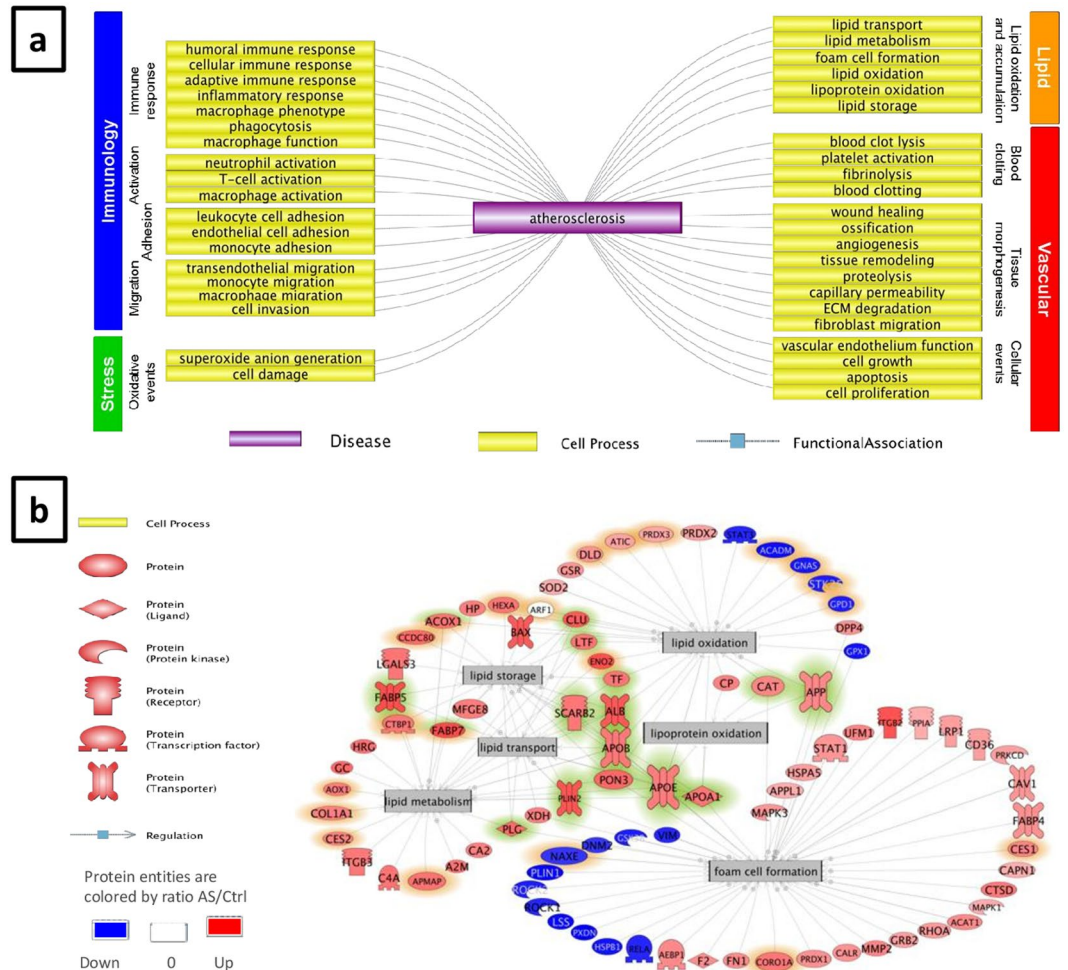 a
Immunology
Immune
response
humoral immune response
cellular immune response
adaptive immune response
inflammatory response
macrophage phenotype
phagocytosis
macrophage function
Activation
neutrophil activation
T-cell activation
macrophage activation
Adhesion
leukocyte cell adhesion
endothelial cell adhesion
monocyte adhesion
Migration
transendothelial migration
monocyte migration
macrophage migration
cell invasion
Stress
Oxidative
events
superoxide anion generation
cell damage
atherosclerosis
lipid transport
lipid metabolism
foam cell formation
lipid oxidation
lipoprotein oxidation
lipid storage
Lipid oxidation
and accumulation
Lipid
blood clot lysis
platelet activation
fibrinolysis
blood clotting
Blood
clotting
wound healing
ossification
angiogenesis
tissue remodeling
proteolysis
capillary permeability
ECM degradation
fibroblast migration
Tissue
morphogenesis
vascular endothelium function
cell growth
apoptosis
cell proliferation
Cellular
events
Vascular
Disease
Cell Process
FunctionalAssociation
b
Cell Process
Protein
Protein
(Ligand)
Protein
(Protein kinase)
Protein
(Receptor)
Protein
(Transcription factor)
Protein
(Transporter)
Regulation
Protein entities are
colored by ratio AS/Ctrl
Down
0
Up
SOD2
GSR
DLD
ATIC
PRDX3
PRDX2
STAT3
ACADM
GNAS
GPD1
DPP4
GPX1
lipid oxidation
CCDC80
ACOX1
HP
HEXA
ARF1
BAX
CLU
LTF
ENO2
TF
LGALS3
FABP5
CTBP1
FABP7
MFGE8
lipid storage
lipid transport
SCARB2
ALB
APOB
PON3
PLIN2
APOE
APOA1
CP
CAT
APP
lipoprotein oxidation
HRG
GC
AOX1
COL1A1
CES2
ITGB3
C4A
APMAP
A2M
CA2
PLG
XDH
lipid metabolism
MAPK3
APPL1
HSPA5
STAT1
UFM1
ITGB2
PPIA
LRP1
CD36
PRKCD
CAV1
FABP4
CES1
CAPN1
CTSD
MAPK1
ACAT1
RHOA
GRB2
MMP2
CALR
PRDX1
CORO1A
FN1
F2
AEBP1
RELA
HSPB1
PXDN
LSS
ROCK1
PLIN1
NAXE
DNM2
VIM
foam cell formation